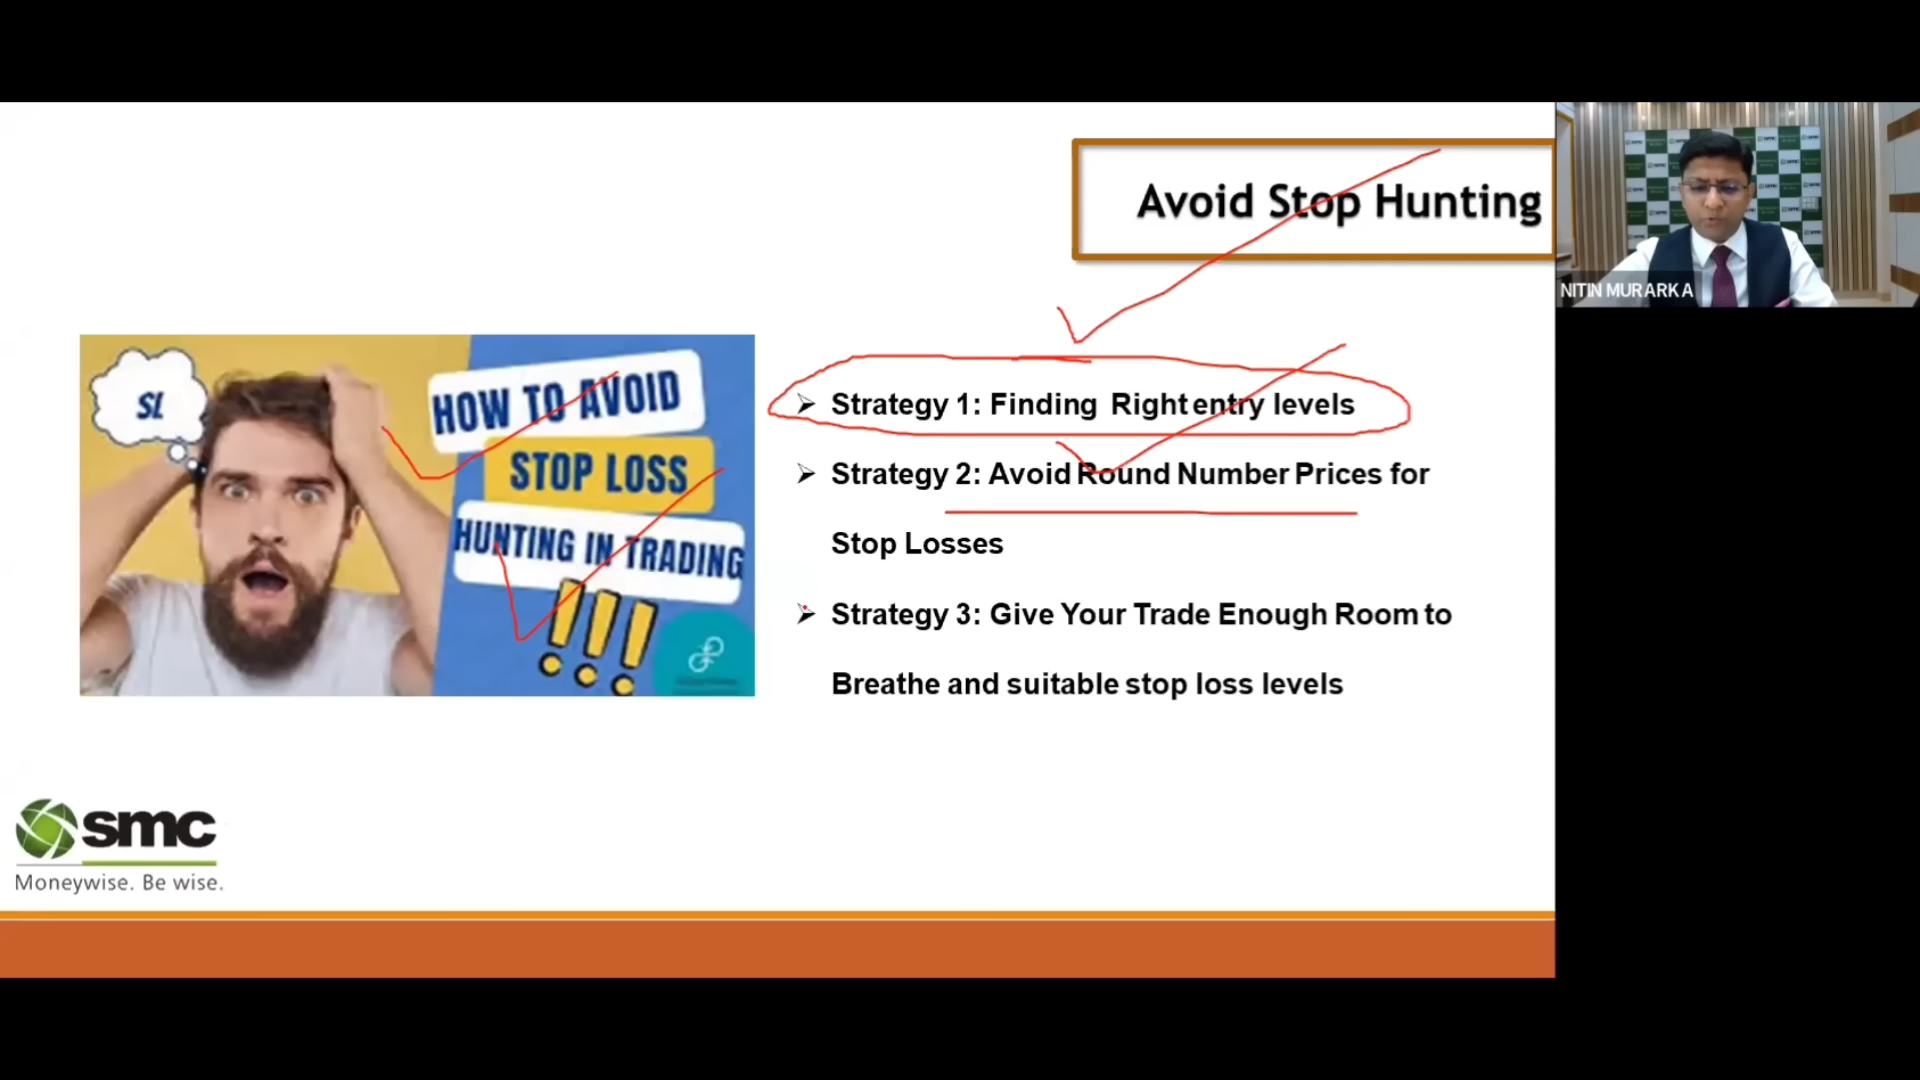 Avoid Stop Hunting
NITIN MURARKA
SL
HOW TO AVOID
STOP LOSS
HUNTING IN TRADING
!!!
➢ Strategy 1: Finding Right entry levels
➢ Strategy 2: Avoid Round Number Prices for
Stop Losses
➢ Strategy 3: Give Your Trade Enough Room to
Breathe and suitable stop loss levels
smc
Moneywise. Be wise.